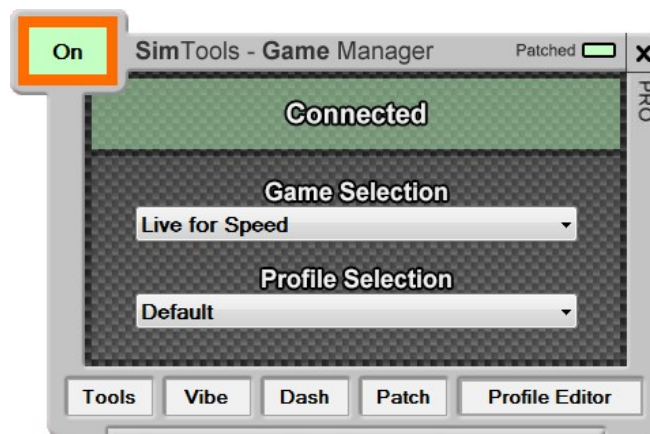 On
SimTools - Game Manager
Patched
X
PRO
Connected
Game Selection
Live for Speed
Profile Selection
Default
Tools
Vibe
Dash
Patch
Profile Editor